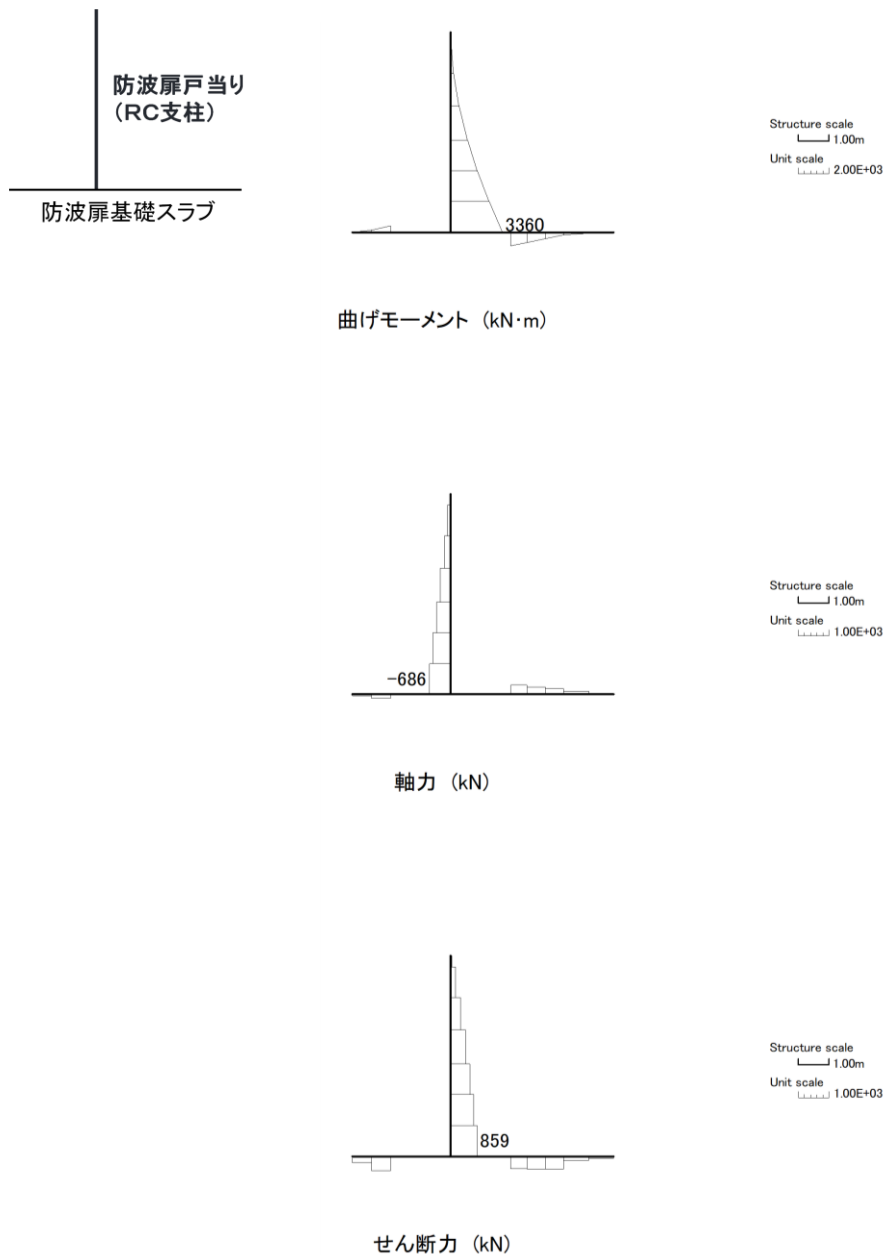 防波扉戸当り
（RC支柱）
防波扉基礎スラブ
3360
Structure scale
1.00m
Unit scale
2.00E+03
曲げモーメント (kN・m)
-686
Structure scale
1.00m
Unit scale
1.00E+03
軸力 (kN)
859
Structure scale
1.00m
Unit scale
1.00E+03
せん断力 (kN)